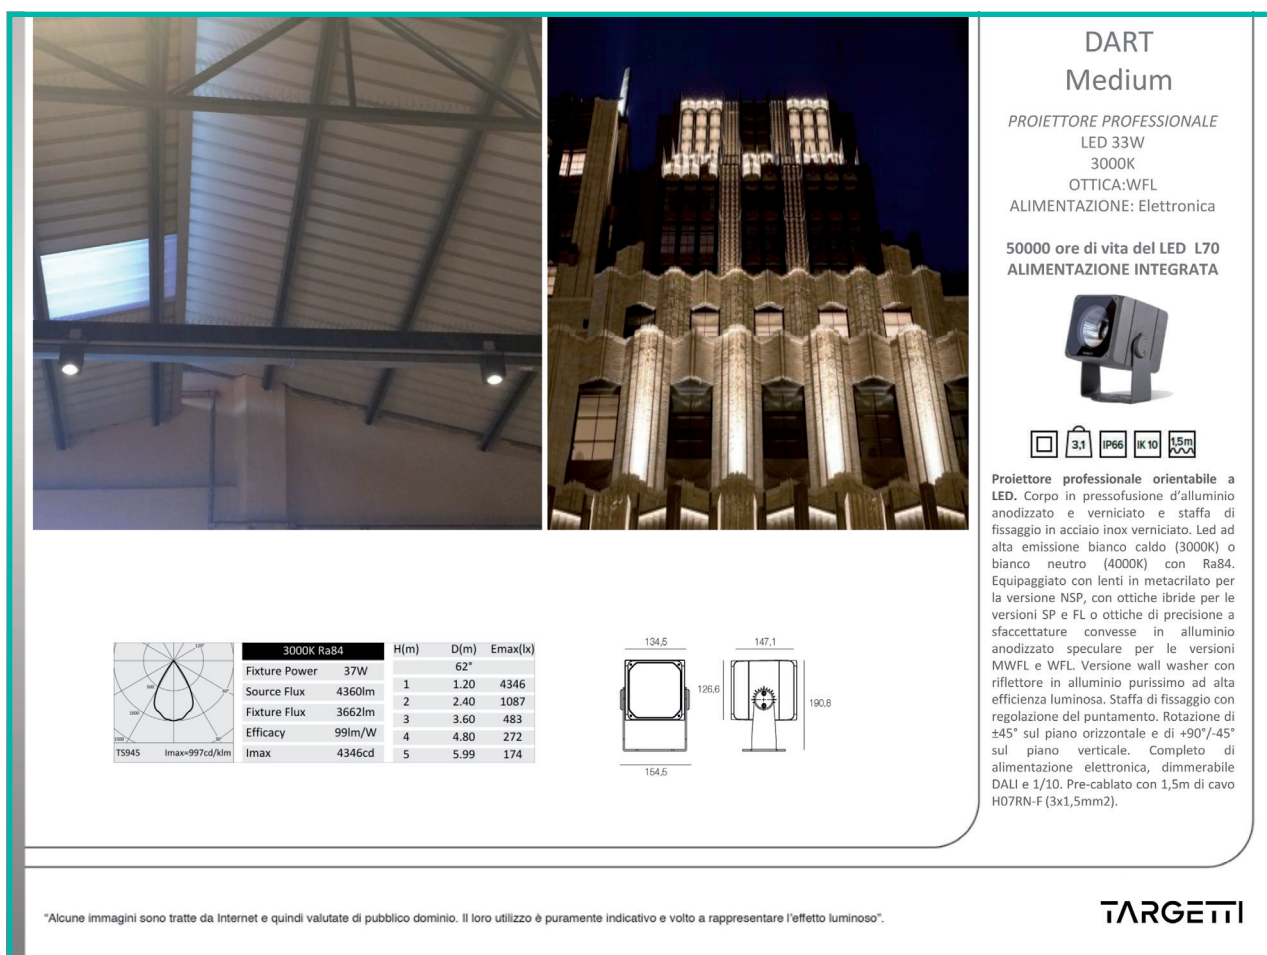 DART
Medium
PROIETTORE PROFESSIONALE
LED 33W
3000K
OTTICA:WFL
ALIMENTAZIONE: Elettronica
50000 ore di vita del LED L70
ALIMENTAZIONE INTEGRATA
3,1
IP66
IK 10
1,5m
Proiettore professionale orientabile a
LED. Corpo in pressofusione d'alluminio
anodizzato e verniciato e staffa di
fissaggio in acciaio inox verniciato. Led ad
alta emissione bianco caldo (3000K) o
bianco neutro (4000K) con Ra84.
Equipaggiato con lenti in metacrilato per
la versione NSP, con ottiche ibride per le
versioni SP e FL o ottiche di precisione a
sfaccettature convesse in alluminio
anodizzato speculare per le versioni
MWFL e WFL. Versione wall washer con
riflettore in alluminio purissimo ad alta
efficienza luminosa. Staffa di fissaggio con
regolazione del puntamento. Rotazione di
±45° sul piano orizzontale e di +90°/-45°
sul piano verticale. Completo di
alimentazione elettronica, dimmerabile
DALI e 1/10. Pre-cablato con 1,5m di cavo
H07RN-F (3x1,5mm2).
120°
60°
500
1000
1500
30°
TS945 Imax=997cd/klm
3000K Ra84
Fixture Power 37W
Source Flux 4360lm
Fixture Flux 3662lm
Efficacy 99lm/W
Imax 4346cd
H(m) D(m) Emax(lx)
62°
1 1.20 4346
2 2.40 1087
3 3.60 483
4 4.80 272
5 5.99 174
134,5
147,1
126,6
190,8
154,5
"Alcune immagini sono tratte da Internet e quindi valutate di pubblico dominio. Il loro utilizzo è puramente indicativo e volto a rappresentare l'effetto luminoso".
TARGETTI